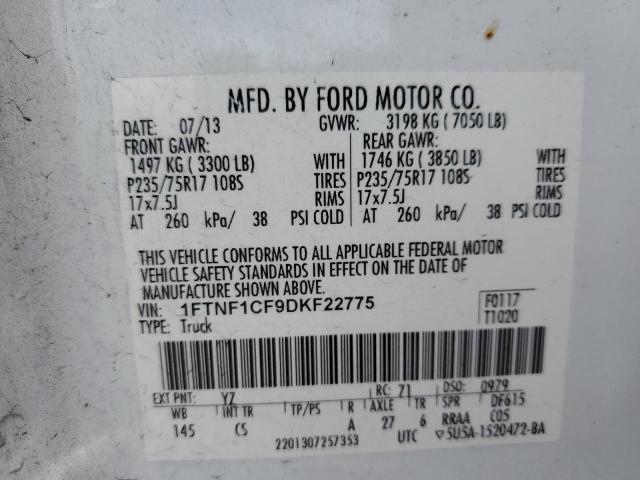 MFD. BY FORD MOTOR CO.
DATE: 07/13 GVWR: 3198 KG ( 7050 LB)
FRONT GAWR: REAR GAWR:
1497 KG ( 3300 LB) WITH 1746 KG ( 3850 LB) WITH
P235/75R17 108S TIRES P235/75R17 108S TIRES
17x7.5J RIMS 17x7.5J RIMS
AT 260 kPa/ 38 PSI COLD AT 260 kPa/ 38 PSI COLD
THIS VEHICLE CONFORMS TO ALL APPLICABLE FEDERAL MOTOR
VEHICLE SAFETY STANDARDS IN EFFECT ON THE DATE OF
MANUFACTURE SHOWN ABOVE.
VIN: 1FTNF1CF9DKF22775 F0117
TYPE: Truck T1020
EXT PNT: YZ RC: 71 DSO: 0979
WB INT TR TP/PS R AXLE TR SPR DF615
145 CS A 27 6 RRAA C05
2201307257353 UTC ▽5U5A-1520472-BA